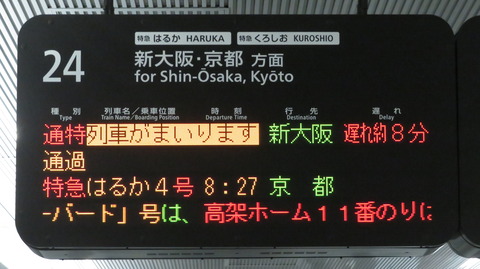 特急 はるか HARUKA 特急 くろしお KUROSHIO
24 新大阪・京都 方面
for Shin-Ōsaka, Kyōto
種別 列車名／乗車位置 時刻 行先 遅れ
Type Train Name／Boarding Position Departure Time Destination Delay
通特 列車がまいります 新大阪 遅れ約８分
通過
特急 はるか４号 ８：２７ 京都
ｰバード」号は、高架ホーム１１番のりに